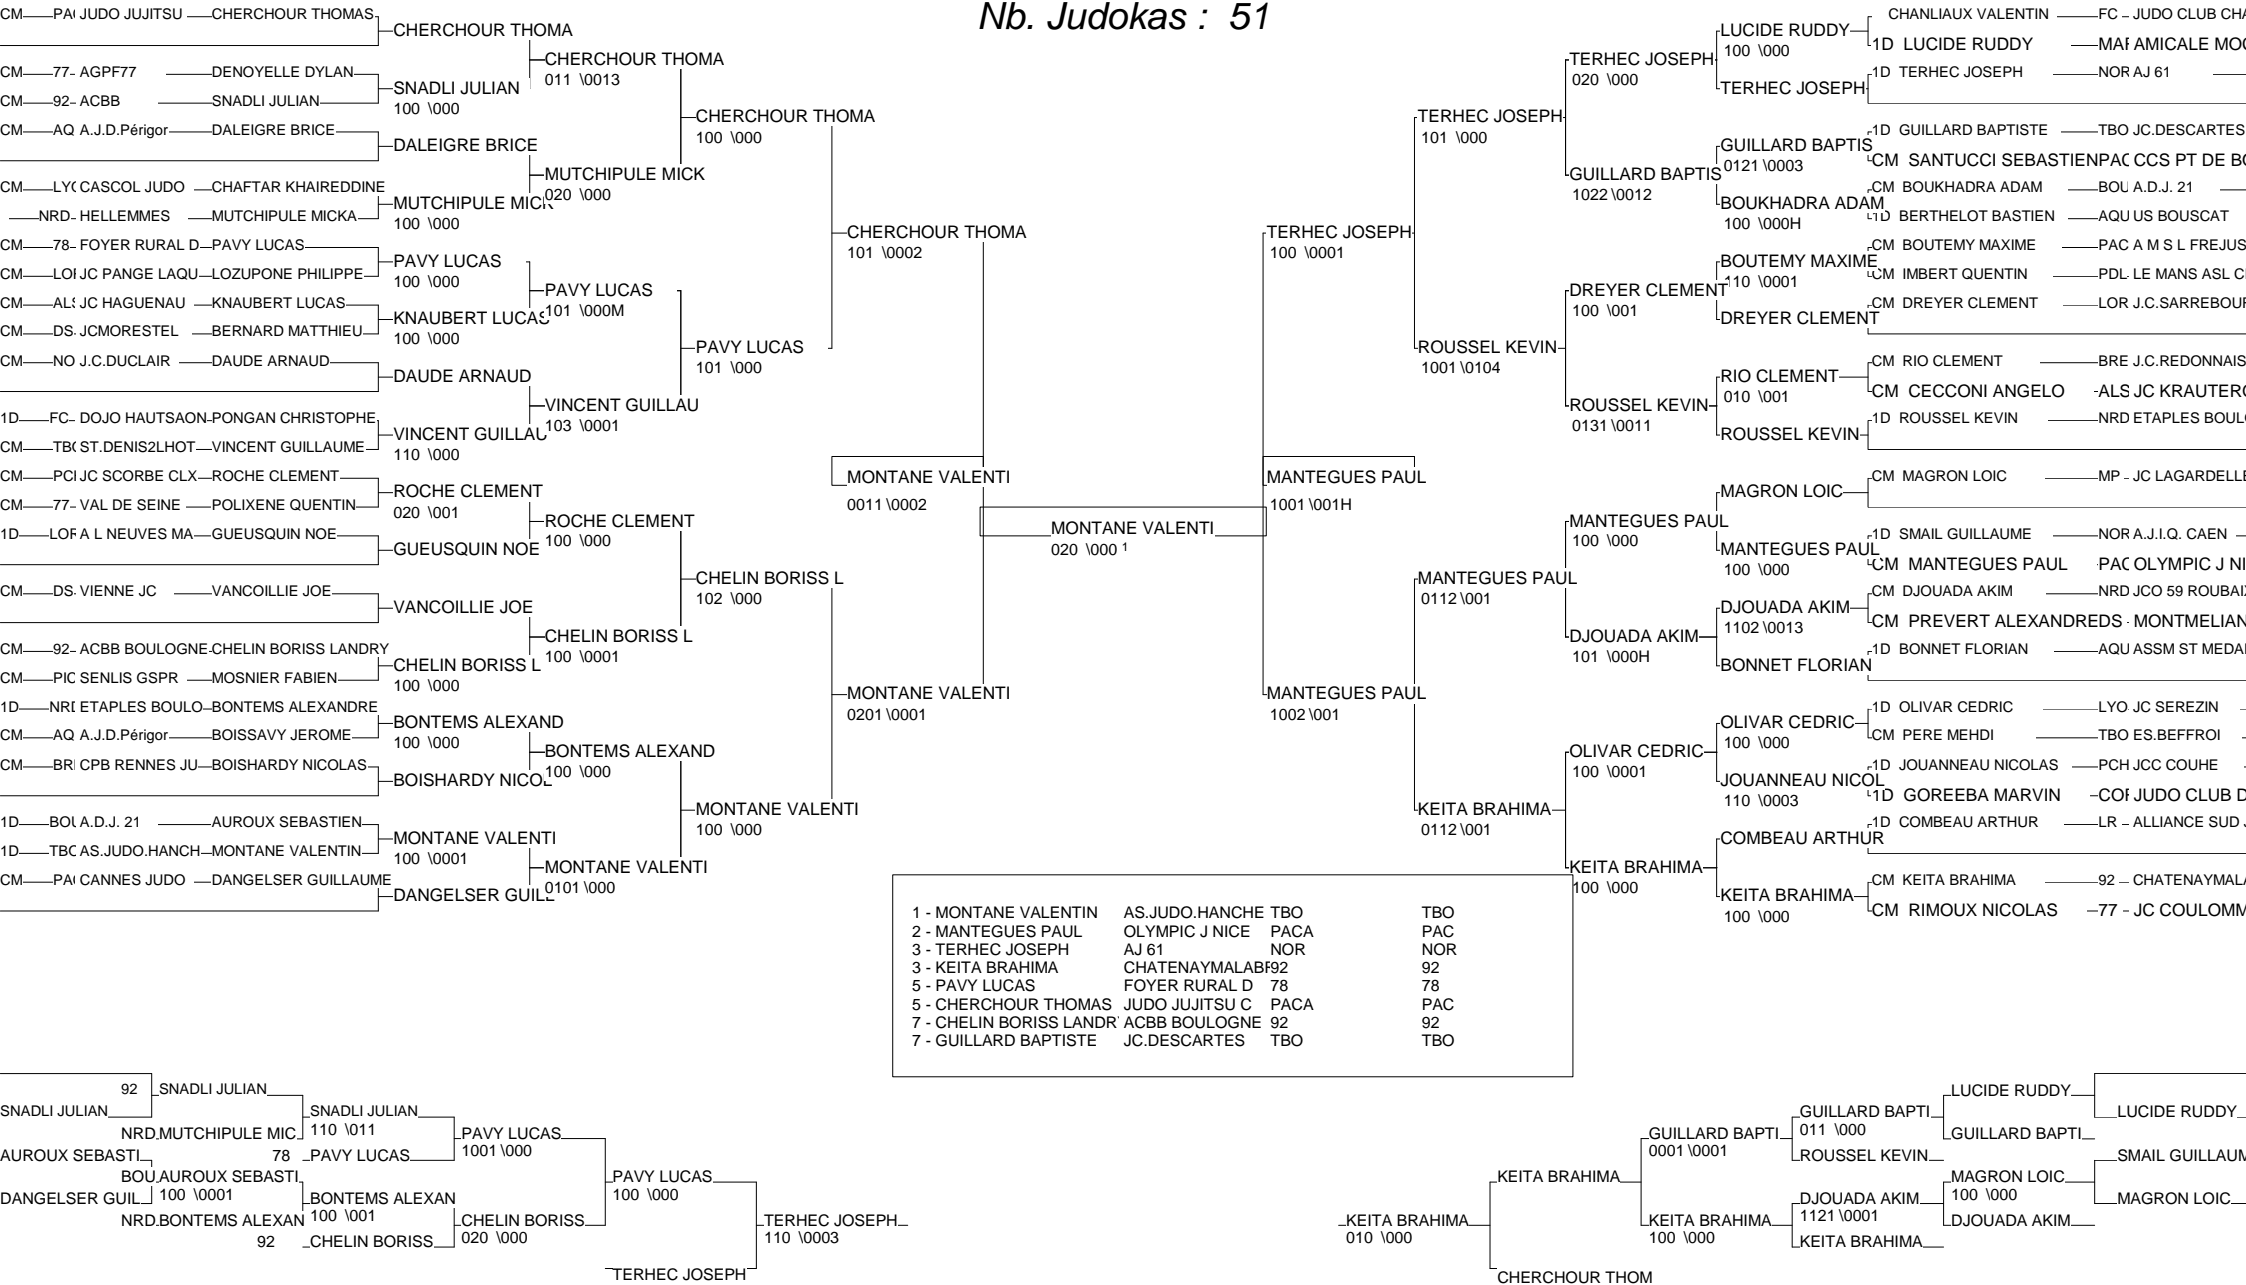 Nb. Judokas : 51
CM PA JUDO JUJITSU CHERCHOUR THOMAS
CM 77- AGPF77 DENOYELLE DYLAN
CM 92- ACBB SNADLI JULIAN
CM AQ A.J.D.Périgor DALEIGRE BRICE
CM LY CASCOL JUDO CHAFTAR KHAIREDDINE
NRD- HELLEMMES MUTCHIPULE MICKA
CM 78- FOYER RURAL D PAVY LUCAS
CM LO JC PANGE LAQU LOZUPONE PHILIPPE
CM AL JC HAGUENAU KNAUBERT LUCAS
CM DS- JCMORESTEL BERNARD MATTHIEU
CM NO J.C.DUCLAIR DAUDE ARNAUD
1D FC- DOJO HAUTSAON PONGAN CHRISTOPHE
CM TB ST.DENIS2LHOT VINCENT GUILLAUME
CM PC JC SCORBE CLX ROCHE CLEMENT
CM 77- VAL DE SEINE POLIXENE QUENTIN
1D LOR A L NEUVES MA GUEUSQUIN NOE
CM DS- VIENNE JC VANCOILLIE JOE
CM 92- ACBB BOULOGNE CHELIN BORISS LANDRY
CM PIC SENLIS GSPR MOSNIER FABIEN
1D NR ETAPLES BOULO BONTEMS ALEXANDRE
CM AQ A.J.D.Périgor BOISSAVY JEROME
CM BR CPB RENNES JU BOISHARDY NICOLAS
1D BOU A.D.J. 21 AUROUX SEBASTIEN
1D TBO AS.JUDO.HANCH MONTANE VALENTIN
CM PA CANNES JUDO DANGELSER GUILLAUME
CHERCHOUR THOMA
SNADLI JULIAN
100 \000
DALEIGRE BRICE
MUTCHIPULE MICK
100 \000
PAVY LUCAS
100 \000
KNAUBERT LUCAS
100 \000
DAUDE ARNAUD
VINCENT GUILLAU
110 \000
ROCHE CLEMENT
020 \001
GUEUSQUIN NOE
VANCOILLIE JOE
CHELIN BORISS L
100 \000
BONTEMS ALEXAND
100 \000
BOISHARDY NICOL
MONTANE VALENTI
100 \0001
DANGELSER GUIL
CHERCHOUR THOMA
011 \0013
MUTCHIPULE MICK
020 \000
PAVY LUCAS
101 \000M
VINCENT GUILLAU
103 \0001
ROCHE CLEMENT
100 \000
CHELIN BORISS L
100 \0001
BONTEMS ALEXAND
100 \000
MONTANE VALENTI
0101 \000
CHERCHOUR THOMA
100 \000
PAVY LUCAS
101 \000
CHELIN BORISS L
102 \000
MONTANE VALENTI
100 \000
CHERCHOUR THOMA
101 \0002
MONTANE VALENTI
0011 \0002
MONTANE VALENTI
0201 \0001
MONTANE VALENTI
020 \000 1
TERHEC JOSEPH
100 \0001
MANTEGUES PAUL
1001 \001H
MANTEGUES PAUL
1002 \001
TERHEC JOSEPH
101 \000
ROUSSEL KEVIN
1001 \0104
MANTEGUES PAUL
0112 \001
KEITA BRAHIMA
0112 \001
TERHEC JOSEPH
020 \000
GUILLARD BAPTIS
1022 \0012
DREYER CLEMENT
100 \001
ROUSSEL KEVIN
0131 \0011
MANTEGUES PAUL
100 \000
DJOUADA AKIM
101 \000H
OLIVAR CEDRIC
100 \0001
KEITA BRAHIMA
100 \000
LUCIDE RUDDY
100 \000
TERHEC JOSEPH
GUILLARD BAPTIS
0121 \0003
BOUKHADRA ADAM
100 \000H
BOUTEMY MAXIME
110 \0001
DREYER CLEMENT
RIO CLEMENT
010 \001
ROUSSEL KEVIN
MAGRON LOIC
MANTEGUES PAUL
100 \000
DJOUADA AKIM
1102 \0013
BONNET FLORIAN
OLIVAR CEDRIC
100 \000
JOUANNEAU NICOL
110 \0003
COMBEAU ARTHUR
KEITA BRAHIMA
100 \000
CHANLIAUX VALENTIN FC - JUDO CLUB CHA
1D LUCIDE RUDDY MAR AMICALE MO
1D TERHEC JOSEPH NOR AJ 61
1D GUILLARD BAPTISTE TBO JC.DESCARTES
CM SANTUCCI SEBASTIEN PAC CCS PT DE BO
CM BOUKHADRA ADAM BOU A.D.J. 21
1D BERTHELOT BASTIEN AQU US BOUSCAT
CM BOUTEMY MAXIME PAC A M S L FREJUS
CM IMBERT QUENTIN PDL LE MANS ASL C
CM DREYER CLEMENT LOR J.C.SARREBOUR
CM RIO CLEMENT BRE J.C.REDONNAIS
CM CECCONI ANGELO ALS JC KRAUTERG
1D ROUSSEL KEVIN NRD ETAPLES BOULO
CM MAGRON LOIC MP - JC LAGARDELLE
1D SMAIL GUILLAUME NOR A.J.I.Q. CAEN
CM MANTEGUES PAUL PAC OLYMPIC J NI
CM DJOUADA AKIM NRD JCO 59 ROUBAIX
CM PREVERT ALEXANDRE DS - MONTMELIAN
1D BONNET FLORIAN AQU ASSM ST MEDA
1D OLIVAR CEDRIC LYO JC SEREZIN
CM PERE MEHDI TBO ES.BEFFROI
1D JOUANNEAU NICOLAS PCH JCC COUHE
1D GOREEBA MARVIN COR JUDO CLUB D
1D COMBEAU ARTHUR LR - ALLIANCE SUD J
CM KEITA BRAHIMA 92 - CHATENAYMALA
CM RIMOUX NICOLAS 77 - JC COULOMM
1 - MONTANE VALENTIN AS.JUDO.HANCHE TBO TBO
2 - MANTEGUES PAUL OLYMPIC J NICE PACA PAC
3 - TERHEC JOSEPH AJ 61 NOR NOR
3 - KEITA BRAHIMA CHATENAYMALABR 92 92
5 - PAVY LUCAS FOYER RURAL D 78 78
5 - CHERCHOUR THOMAS JUDO JUJITSU C PACA PAC
7 - CHELIN BORISS LANDRY ACBB BOULOGNE 92 92
7 - GUILLARD BAPTISTE JC.DESCARTES TBO TBO
SNADLI JULIAN
AUROUX SEBASTI
DANGELSER GUIL
92 SNADLI JULIAN
NRD MUTCHIPULE MIC
BOU AUROUX SEBASTI
100 \0001
NRD BONTEMS ALEXAN
SNADLI JULIAN
110 \011
78 PAVY LUCAS
BONTEMS ALEXAN
100 \001
92 CHELIN BORISS
PAVY LUCAS
1001 \000
CHELIN BORISS
020 \000
PAVY LUCAS
100 \000
TERHEC JOSEPH
TERHEC JOSEPH
110 \0003
KEITA BRAHIMA
010 \000
KEITA BRAHIMA
CHERCHOUR THOM
GUILLARD BAPTI
0001 \0001
KEITA BRAHIMA
100 \000
GUILLARD BAPTI
011 \000
ROUSSEL KEVIN
DJOUADA AKIM
1121 \0001
KEITA BRAHIMA
LUCIDE RUDDY
GUILLARD BAPTI
MAGRON LOIC
100 \000
DJOUADA AKIM
LUCIDE RUDDY
SMAIL GUILLAUM
MAGRON LOIC